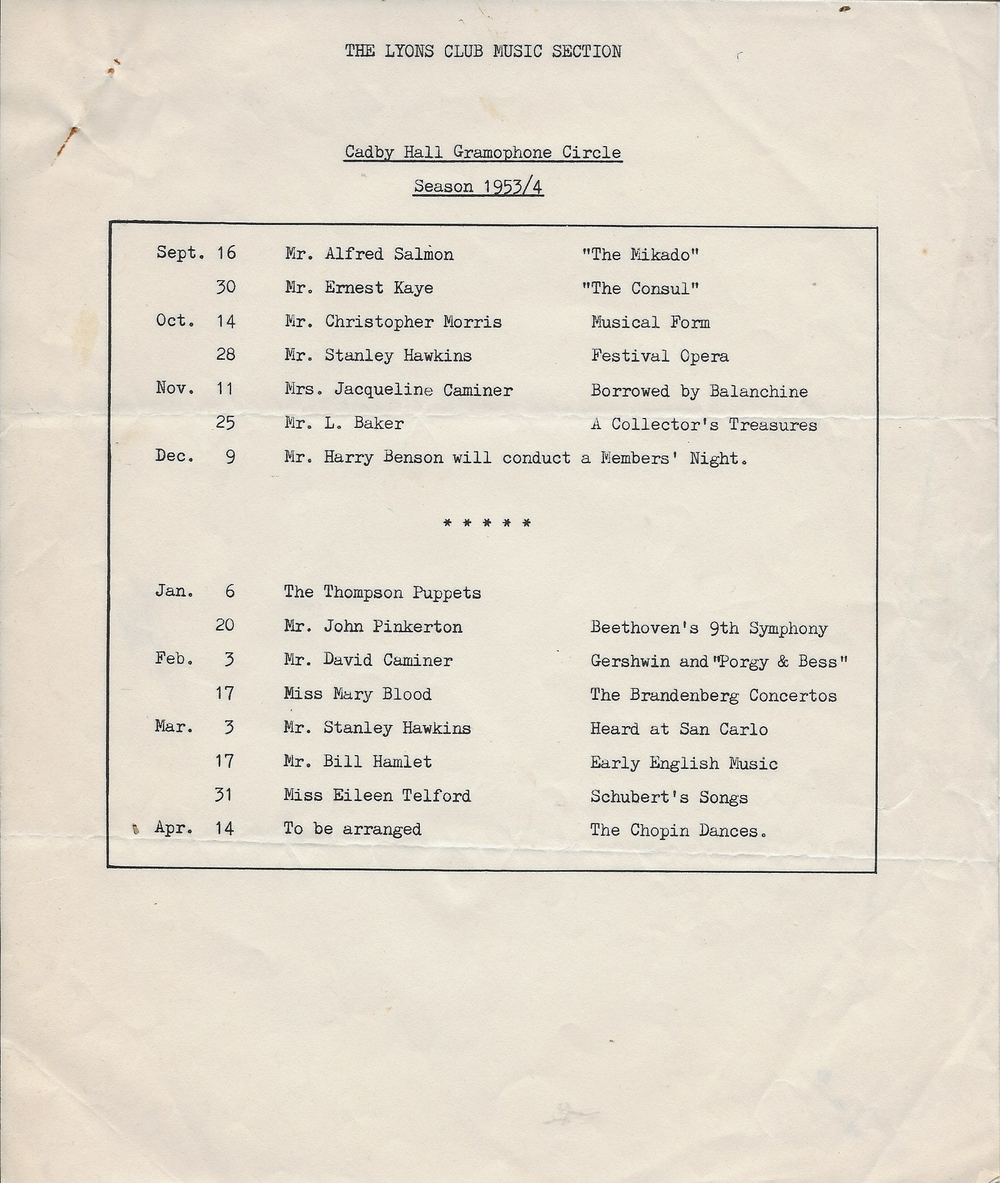 THE LYONS CLUB MUSIC SECTION
Cadby Hall Gramophone Circle
Season 1953/4
Sept. 16 Mr. Alfred Salmon "The Mikado"
30 Mr. Ernest Kaye "The Consul"
Oct. 14 Mr. Christopher Morris Musical Form
28 Mr. Stanley Hawkins Festival Opera
Nov. 11 Mrs. Jacqueline Caminer Borrowed by Balanchine
25 Mr. L. Baker A Collector's Treasures
Dec. 9 Mr. Harry Benson will conduct a Members' Night.
* * * * *
Jan. 6 The Thompson Puppets
20 Mr. John Pinkerton Beethoven's 9th Symphony
Feb. 3 Mr. David Caminer Gershwin and "Porgy & Bess"
17 Miss Mary Blood The Brandenberg Concertos
Mar. 3 Mr. Stanley Hawkins Heard at San Carlo
17 Mr. Bill Hamlet Early English Music
31 Miss Eileen Telford Schubert's Songs
Apr. 14 To be arranged The Chopin Dances.